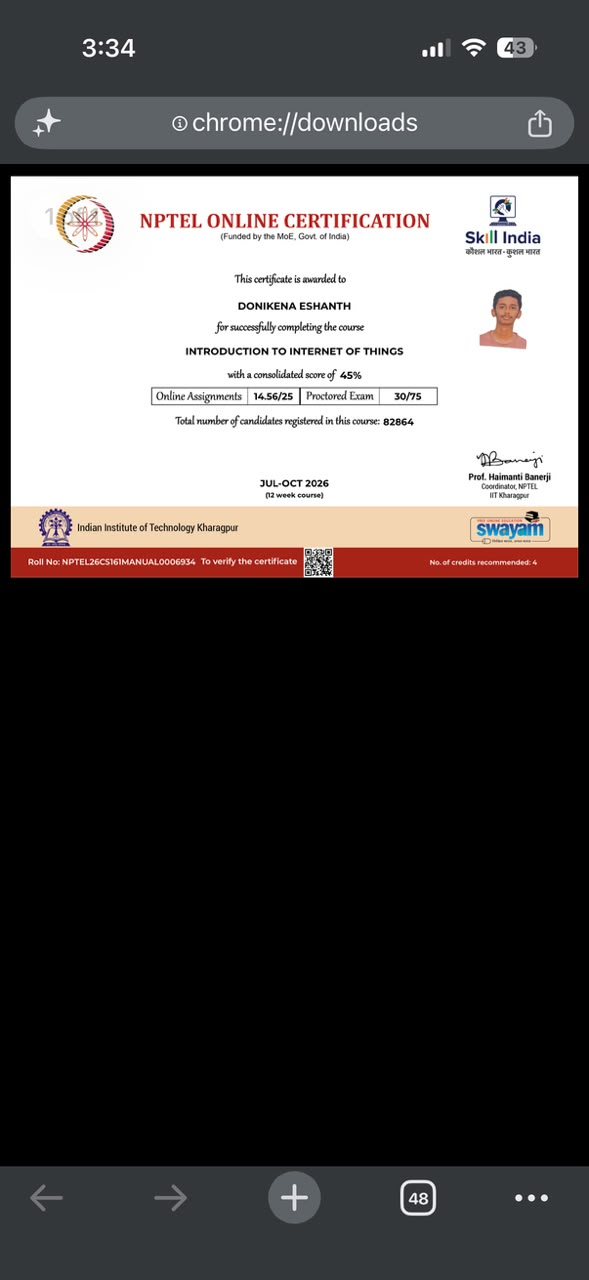 3:34
43
chrome://downloads
NPTEL ONLINE CERTIFICATION
(Funded by the MoE, Govt. of India)
Skill India
कौशल भारत - कुशल भारत
This certificate is awarded to
DONIKENA ESHANTH
for successfully completing the course
INTRODUCTION TO INTERNET OF THINGS
with a consolidated score of 45%
Online Assignments 14.56/25 Proctored Exam 30/75
Total number of candidates registered in this course: 82864
JUL-OCT 2026
(12 week course)
Prof. Haimanti Banerji
Coordinator, NPTEL
IIT Kharagpur
Indian Institute of Technology Kharagpur
FREE ONLINE EDUCATION
swayam
Roll No: NPTEL26CS161MANUAL0006934 To verify the certificate
No. of credits recommended: 4
48